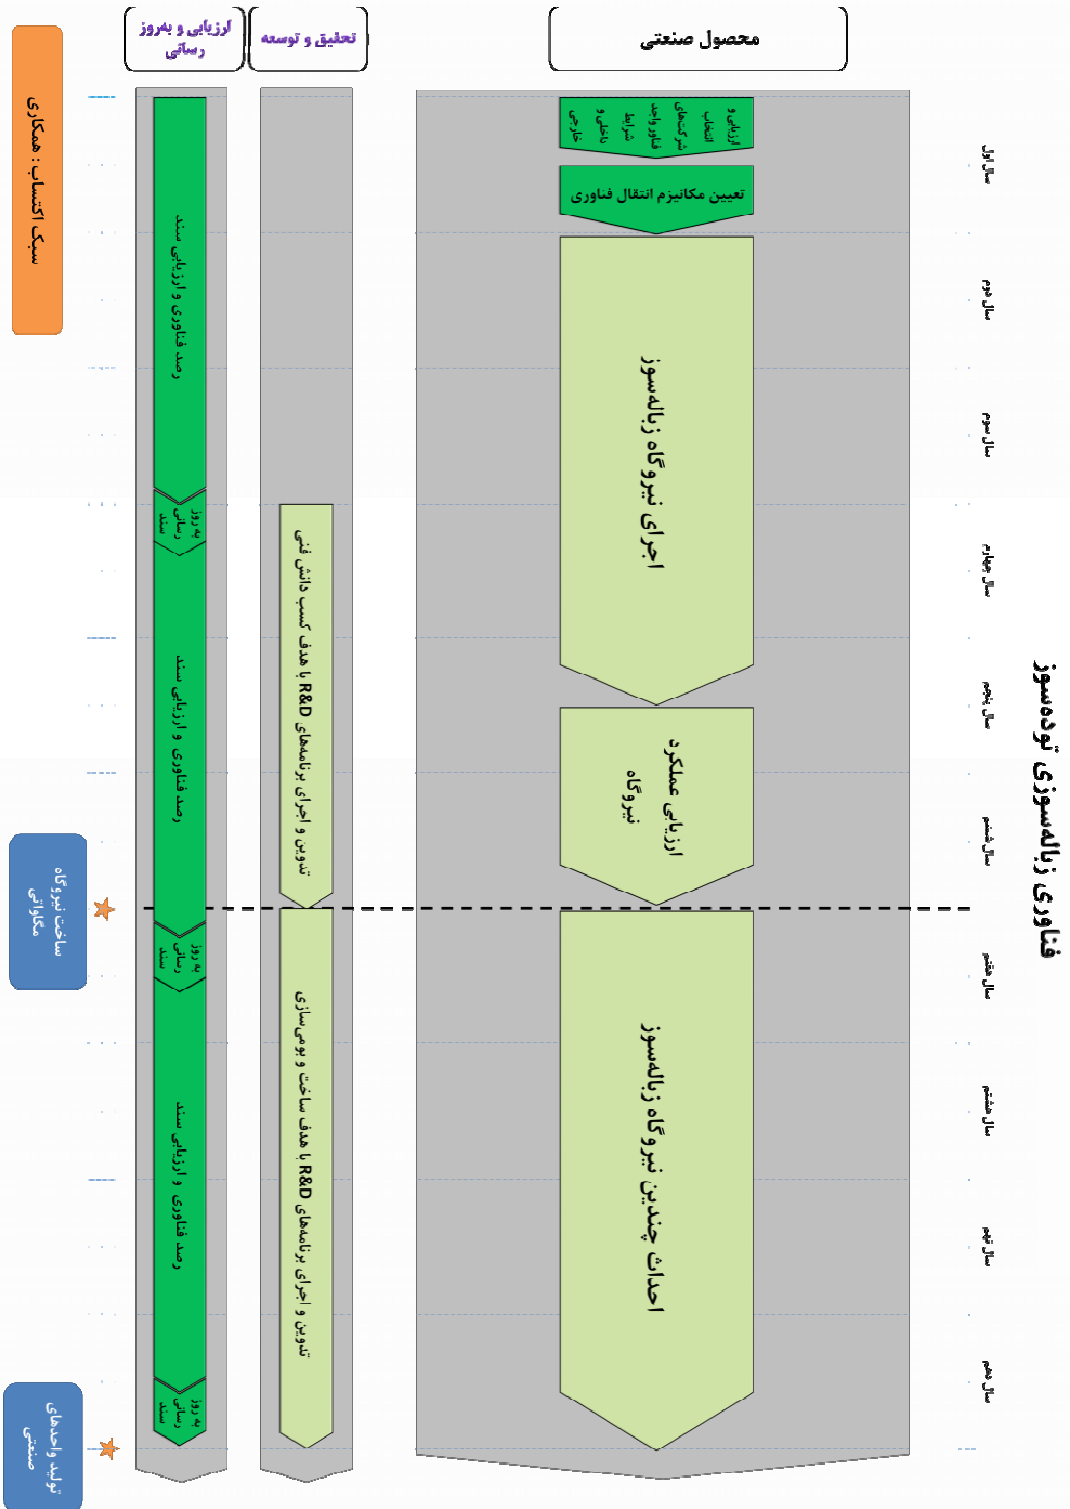 فناوری زباله‌سوزی توده‌سوز
سال اول
سال دوم
سال سوم
سال چهارم
سال پنجم
سال ششم
سال هفتم
سال هشتم
سال نهم
سال دهم
محصول صنعتی
ارزیابی و
انتخاب
شرکت‌های
فناور واجد
شرایط
داخلی و
خارجی
تعیین مکانیزم انتقال فناوری
اجرای نیروگاه زباله‌سوز
ارزیابی عملکرد
نیروگاه
احداث چندین نیروگاه زباله‌سوز
تحقیق و توسعه
تدوین و اجرای برنامه‌های R&D با هدف کسب دانش فنی
تدوین و اجرای برنامه‌های R&D با هدف ساخت و بومی‌سازی
ارزیابی و به‌روز
رسانی
رصد فناوری و ارزیابی سند
به روز
رسانی
سند
رصد فناوری و ارزیابی سند
به روز
رسانی
سند
رصد فناوری و ارزیابی سند
به روز
رسانی
سند
سبک اکتساب : همکاری
ساخت نیروگاه
مگاواتی
تولید واحدهای
صنعتی